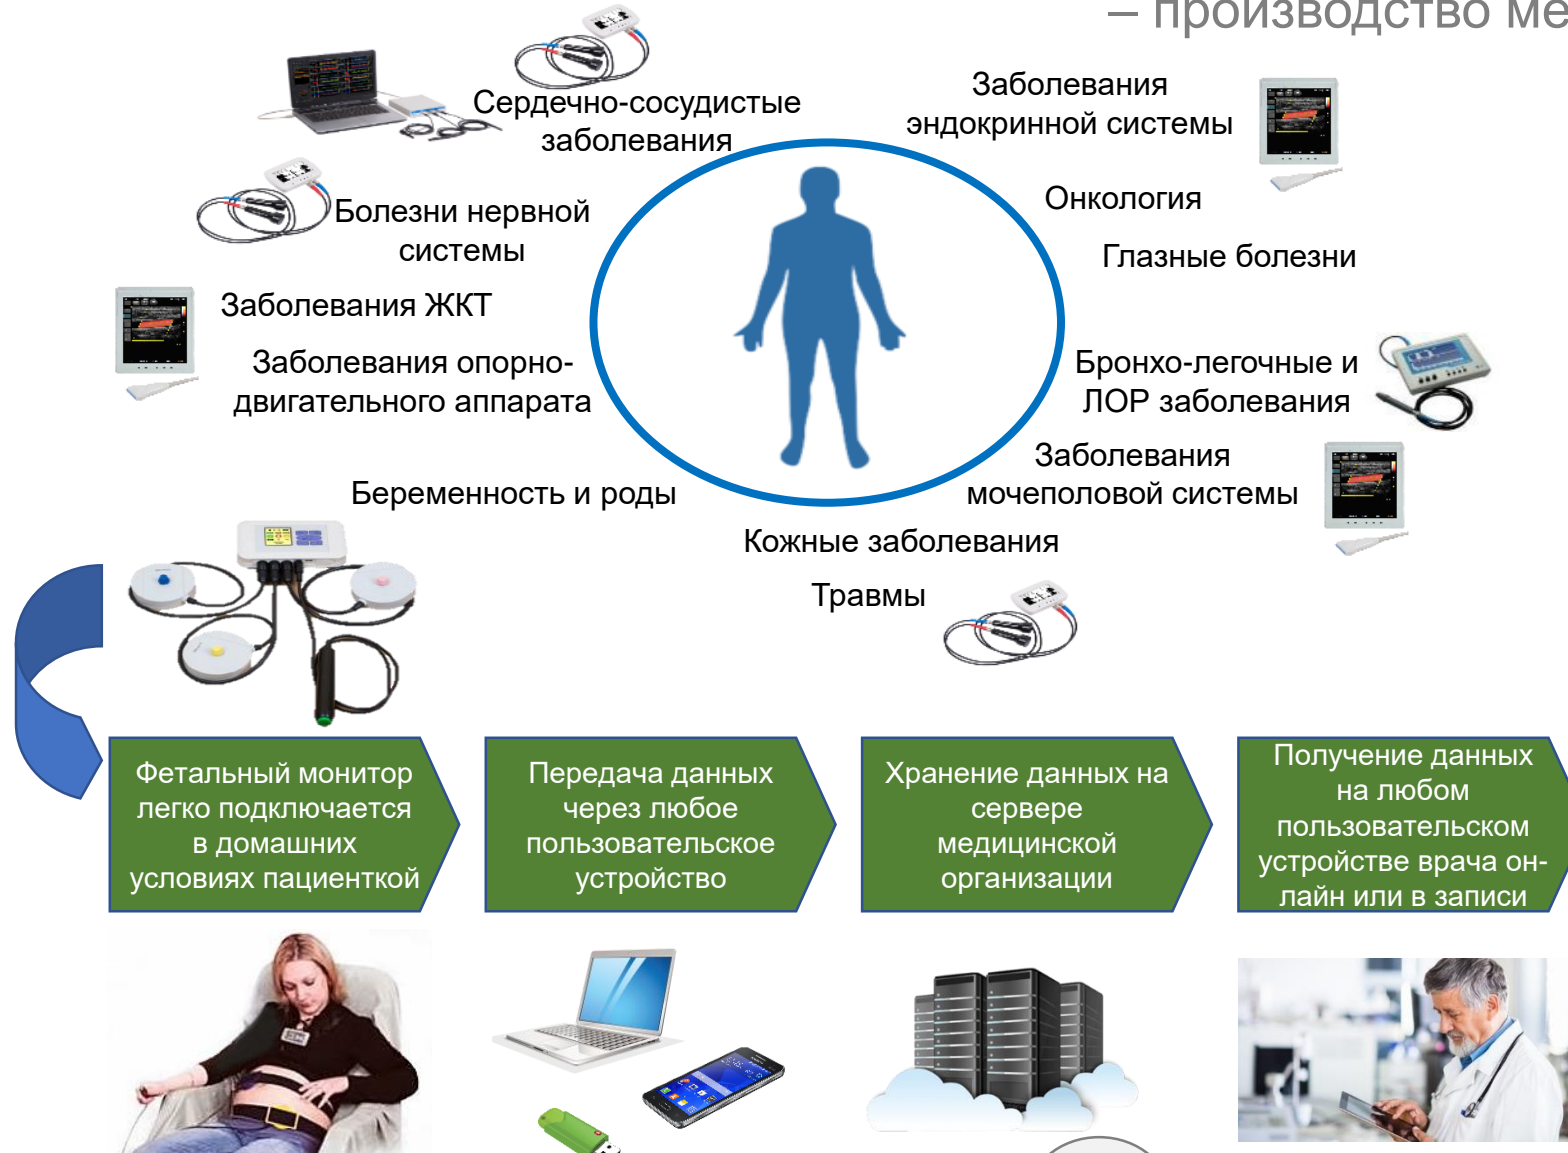 – производство ме
Сердечно-сосудистые
заболевания
Заболевания
эндокринной системы
Онкология
Болезни нервной
системы
Глазные болезни
Заболевания ЖКТ
Заболевания опорно-
двигательного аппарата
Бронхо-легочные и
ЛОР заболевания
Заболевания
мочеполовой системы
Беременность и роды
Кожные заболевания
Травмы
Фетальный монитор
легко подключается
в домашних
условиях пациенткой
Передача данных
через любое
пользовательское
устройство
Хранение данных на
сервере
медицинской
организации
Получение данных
на любом
пользовательском
устройстве врача он-
лайн или в записи